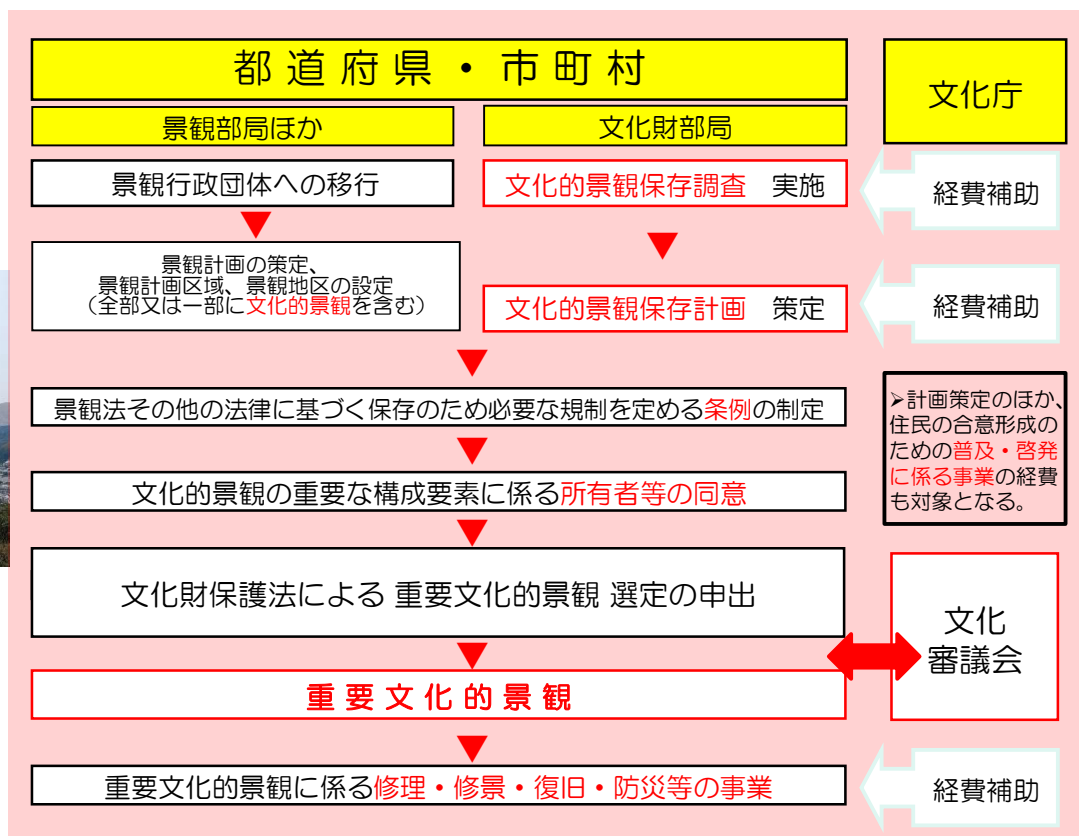 都道府県・市町村
文化庁
景観部局ほか
文化財部局
景観行政団体への移行
文化的景観保存調査　実施
経費補助
景観計画の策定、
景観計画区域、景観地区の設定
（全部又は一部に文化的景観を含む）
文化的景観保存計画　策定
経費補助
景観法その他の法律に基づく保存のため必要な規制を定める条例の制定
➢計画策定のほか、
住民の合意形成の
ための普及・啓発
に係る事業の経費
も対象となる。
文化的景観の重要な構成要素に係る所有者等の同意
文化財保護法による 重要文化的景観 選定の申出
文化
審議会
重要文化的景観
重要文化的景観に係る修理・修景・復旧・防災等の事業
経費補助